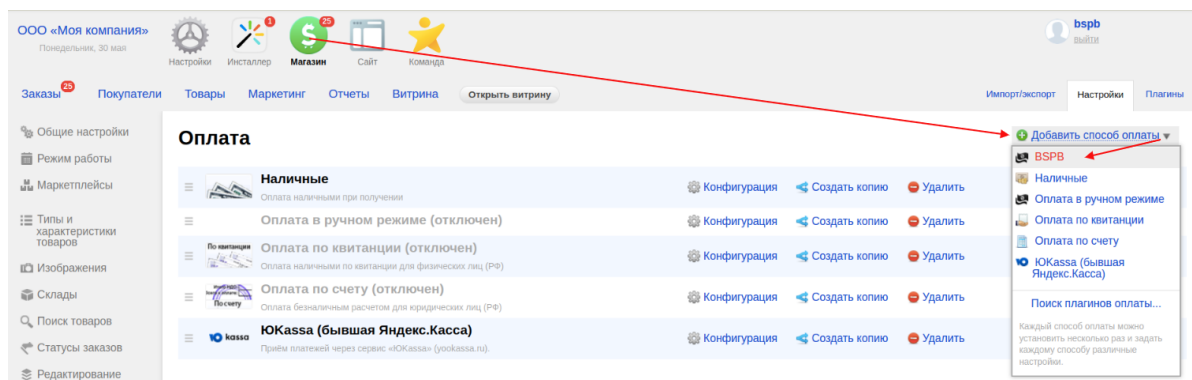 ООО «Моя компания»
Понедельник, 30 мая
Настройки
1
Инсталлер
25
Магазин
Сайт
Команда
bspb
выйти
Заказы 25
Покупатели
Товары
Маркетинг
Отчеты
Витрина
Открыть витрину
Импорт/экспорт
Настройки
Плагины
Общие настройки
Режим работы
Маркетплейсы
Типы и
характеристики
товаров
Изображения
Склады
Поиск товаров
Статусы заказов
Редактирование
Оплата
Наличные
Оплата наличными при получении
Конфигурация Создать копию Удалить
Оплата в ручном режиме (отключен)
Конфигурация Создать копию Удалить
По квитанции
Оплата по квитанции (отключен)
Оплата наличными по квитанции для физических лиц (РФ)
Конфигурация Создать копию Удалить
По счету
Оплата по счету (отключен)
Оплата безналичным расчетом для юридических лиц (РФ)
Конфигурация Создать копию Удалить
Ю kassa
ЮKassa (бывшая Яндекс.Касса)
Приём платежей через сервис «ЮKassa» (yookassa.ru).
Конфигурация Создать копию Удалить
Добавить способ оплаты ▼
BSPB
Наличные
Оплата в ручном режиме
Оплата по квитанции
Оплата по счету
ЮKassa (бывшая
Яндекс.Касса)
Поиск плагинов оплаты...
Каждый способ оплаты можно
установить несколько раз и задать
каждому способу различные
настройки.